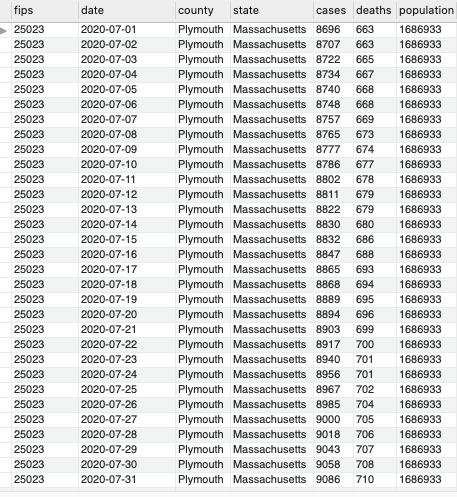 fips date county state cases deaths population
25023 2020-07-01 Plymouth Massachusetts 8696 663 1686933
25023 2020-07-02 Plymouth Massachusetts 8707 663 1686933
25023 2020-07-03 Plymouth Massachusetts 8722 665 1686933
25023 2020-07-04 Plymouth Massachusetts 8734 667 1686933
25023 2020-07-05 Plymouth Massachusetts 8740 668 1686933
25023 2020-07-06 Plymouth Massachusetts 8748 668 1686933
25023 2020-07-07 Plymouth Massachusetts 8757 669 1686933
25023 2020-07-08 Plymouth Massachusetts 8765 673 1686933
25023 2020-07-09 Plymouth Massachusetts 8777 674 1686933
25023 2020-07-10 Plymouth Massachusetts 8786 677 1686933
25023 2020-07-11 Plymouth Massachusetts 8802 678 1686933
25023 2020-07-12 Plymouth Massachusetts 8811 679 1686933
25023 2020-07-13 Plymouth Massachusetts 8822 679 1686933
25023 2020-07-14 Plymouth Massachusetts 8830 680 1686933
25023 2020-07-15 Plymouth Massachusetts 8832 686 1686933
25023 2020-07-16 Plymouth Massachusetts 8847 688 1686933
25023 2020-07-17 Plymouth Massachusetts 8865 693 1686933
25023 2020-07-18 Plymouth Massachusetts 8868 694 1686933
25023 2020-07-19 Plymouth Massachusetts 8889 695 1686933
25023 2020-07-20 Plymouth Massachusetts 8894 696 1686933
25023 2020-07-21 Plymouth Massachusetts 8903 699 1686933
25023 2020-07-22 Plymouth Massachusetts 8917 700 1686933
25023 2020-07-23 Plymouth Massachusetts 8940 701 1686933
25023 2020-07-24 Plymouth Massachusetts 8956 701 1686933
25023 2020-07-25 Plymouth Massachusetts 8967 702 1686933
25023 2020-07-26 Plymouth Massachusetts 8985 704 1686933
25023 2020-07-27 Plymouth Massachusetts 9000 705 1686933
25023 2020-07-28 Plymouth Massachusetts 9018 706 1686933
25023 2020-07-29 Plymouth Massachusetts 9043 707 1686933
25023 2020-07-30 Plymouth Massachusetts 9058 708 1686933
25023 2020-07-31 Plymouth Massachusetts 9086 710 1686933